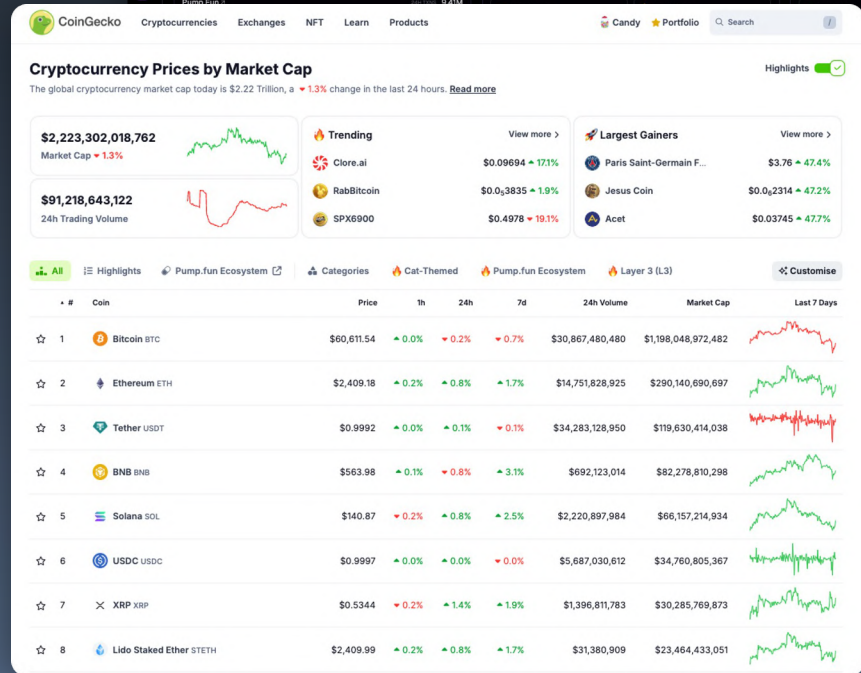 Pump Fun 9.41M
CoinGecko Cryptocurrencies Exchanges NFT Learn Products Candy Portfolio Search /
Cryptocurrency Prices by Market Cap Highlights
The global cryptocurrency market cap today is $2.22 Trillion, a ▼ 1.3% change in the last 24 hours. Read more
$2,223,302,018,762
Market Cap ▼ 1.3%
$91,218,643,122
24h Trading Volume
Trending View more >
Clore.ai $0.09694 ▲ 17.1%
RabBitcoin $0.0₅3835 ▲ 1.9%
SPX6900 $0.4978 ▼ 19.1%
Largest Gainers View more >
Paris Saint-Germain F... $3.76 ▲ 47.4%
Jesus Coin $0.0₆2314 ▲ 47.2%
Acet $0.03745 ▲ 47.7%
All Highlights Pump.fun Ecosystem Categories Cat-Themed Pump.fun Ecosystem Layer 3 (L3) Customise
▲ # Coin Price 1h 24h 7d 24h Volume Market Cap Last 7 Days
1 Bitcoin BTC $60,611.54 ▲ 0.0% ▼ 0.2% ▼ 0.7% $30,867,480,480 $1,198,048,972,482
2 Ethereum ETH $2,409.18 ▲ 0.2% ▲ 0.8% ▲ 1.7% $14,751,828,925 $290,140,690,697
3 Tether USDT $0.9992 ▲ 0.0% ▲ 0.1% ▼ 0.1% $34,283,128,950 $119,630,414,038
4 BNB BNB $563.98 ▲ 0.1% ▼ 0.8% ▲ 3.1% $692,123,014 $82,278,810,298
5 Solana SOL $140.87 ▼ 0.2% ▲ 0.8% ▲ 2.5% $2,220,897,984 $66,157,214,934
6 USDC USDC $0.9997 ▲ 0.0% ▲ 0.0% ▼ 0.0% $5,687,030,612 $34,760,805,367
7 XRP XRP $0.5344 ▼ 0.2% ▲ 1.4% ▲ 1.9% $1,396,811,783 $30,285,769,873
8 Lido Staked Ether STETH $2,409.99 ▲ 0.2% ▲ 0.8% ▲ 1.7% $31,380,909 $23,464,433,051